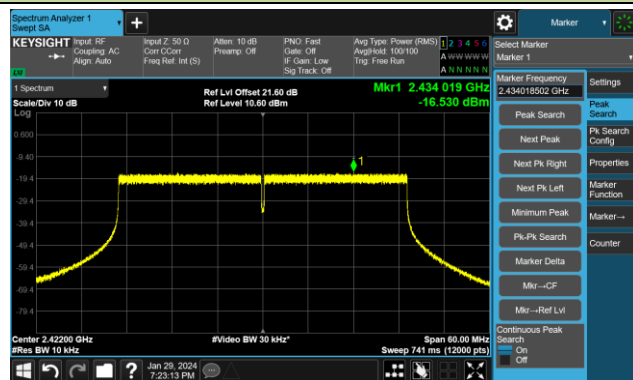 Spectrum Analyzer 1
Swept SA
Marker
KEYSIGHT
Input: RF
Coupling: AC
Align: Auto
Input Z: 50 Ω
Corr CCorr
Freq Ref: Int (S)
Atten: 10 dB
Preamp: Off
PNO: Fast
Gate: Off
IF Gain: Low
Sig Track: Off
Avg Type: Power (RMS)
Avg|Hold: 100/100
Trig: Free Run
1 2 3 4 5 6
A W W W W W
A N N N N N
Select Marker
Marker 1
LXI
1 Spectrum
Scale/Div 10 dB
Ref Lvl Offset 21.60 dB
Ref Level 10.60 dBm
Mkr1 2.434 019 GHz
-16.530 dBm
Log
0.600
-9.40
-19.4
-29.4
-39.4
-49.4
-59.4
-69.4
-79.4
1
Center 2.42200 GHz
#Res BW 10 kHz
#Video BW 30 kHz*
Span 60.00 MHz
Sweep 741 ms (12000 pts)
Marker Frequency
2.434018502 GHz
Peak Search
Next Peak
Next Pk Right
Next Pk Left
Minimum Peak
Pk-Pk Search
Marker Delta
Mkr→CF
Mkr→Ref Lvl
Continuous Peak
Search
On
Off
Settings
Peak
Search
Pk Search
Config
Properties
Marker
Function
Marker→
Counter
Jan 29, 2024
7:23:13 PM